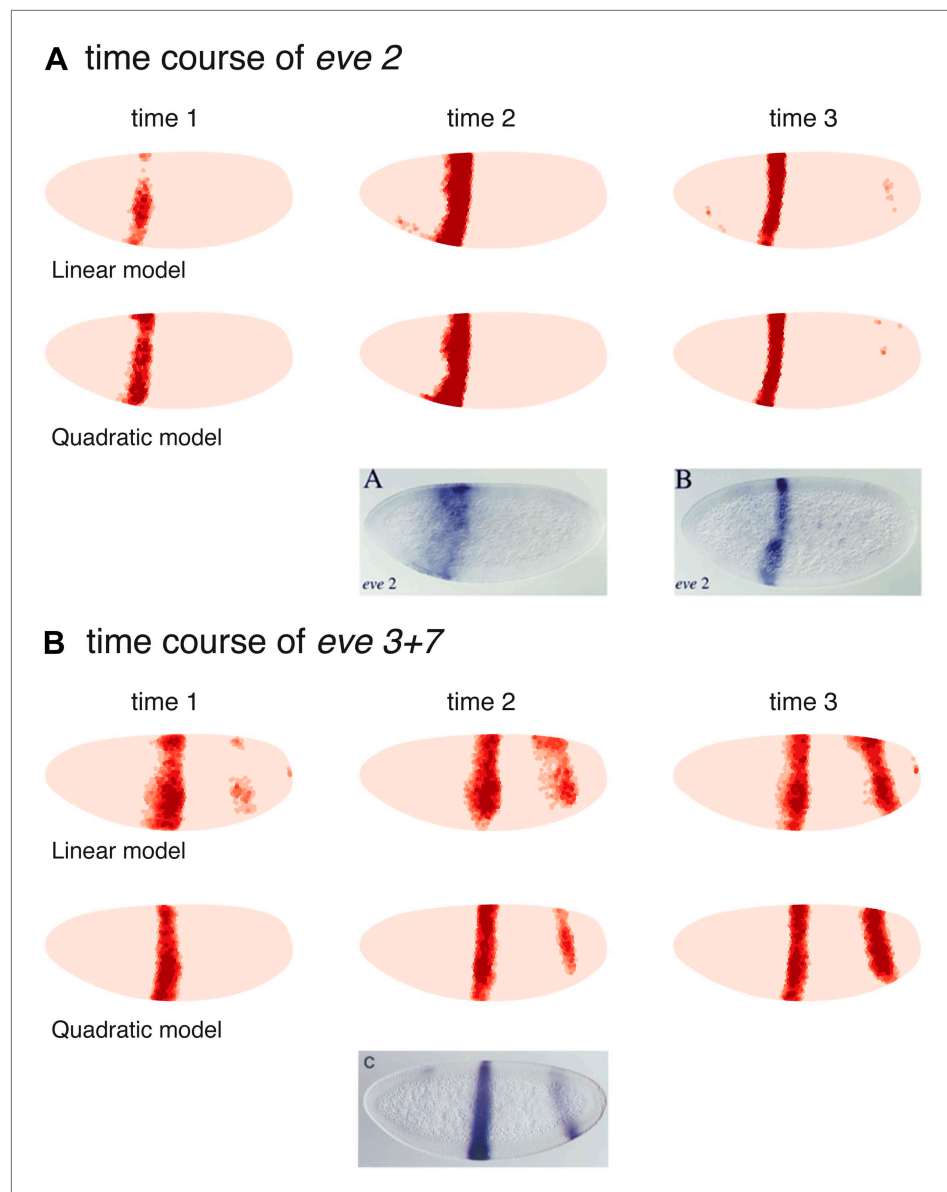 A time course of eve 2
time 1 time 2 time 3
Linear model
Quadratic model
A B
eve 2 eve 2
B time course of eve 3+7
time 1 time 2 time 3
Linear model
Quadratic model
C